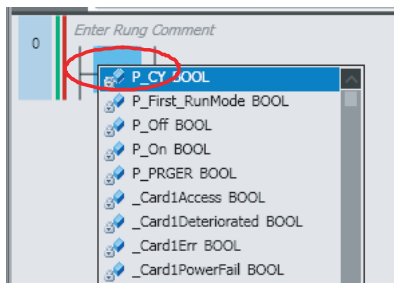 0
Enter Rung Comment
P_CY BOOL
P_First_RunMode BOOL
P_Off BOOL
P_On BOOL
P_PRGER BOOL
_Card1Access BOOL
_Card1Deteriorated BOOL
_Card1Err BOOL
_Card1PowerFail BOOL